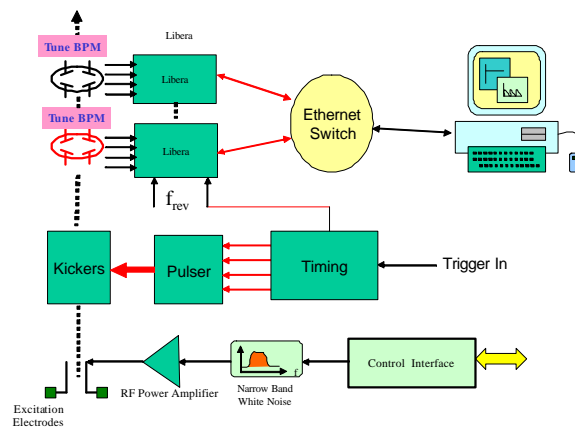 Libera
Tune BPM
Libera
Ethernet
Switch
Tune BPM
Libera
f rev
Kickers
Pulser
Timing
Trigger In
f
Control Interface
RF Power Amplifier
Narrow Band
White Noise
Excitation
Electrodes